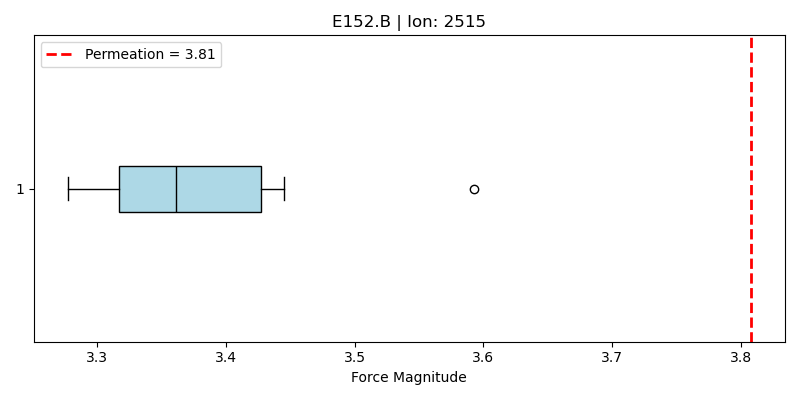 E152.B | Ion: 2515
Permeation = 3.81
1
3.3 3.4 3.5 3.6 3.7 3.8
Force Magnitude